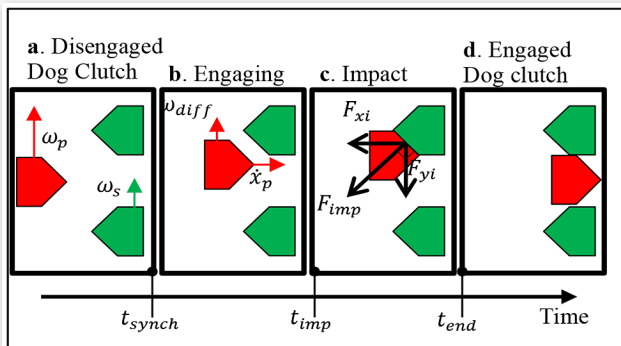 a. Disengaged
Dog Clutch
b. Engaging
c. Impact
d. Engaged
Dog clutch
ω_p
ω_s
ω_diff
ẋ_p
F_xi
F_yi
F_imp
t_synch
t_imp
t_end
Time